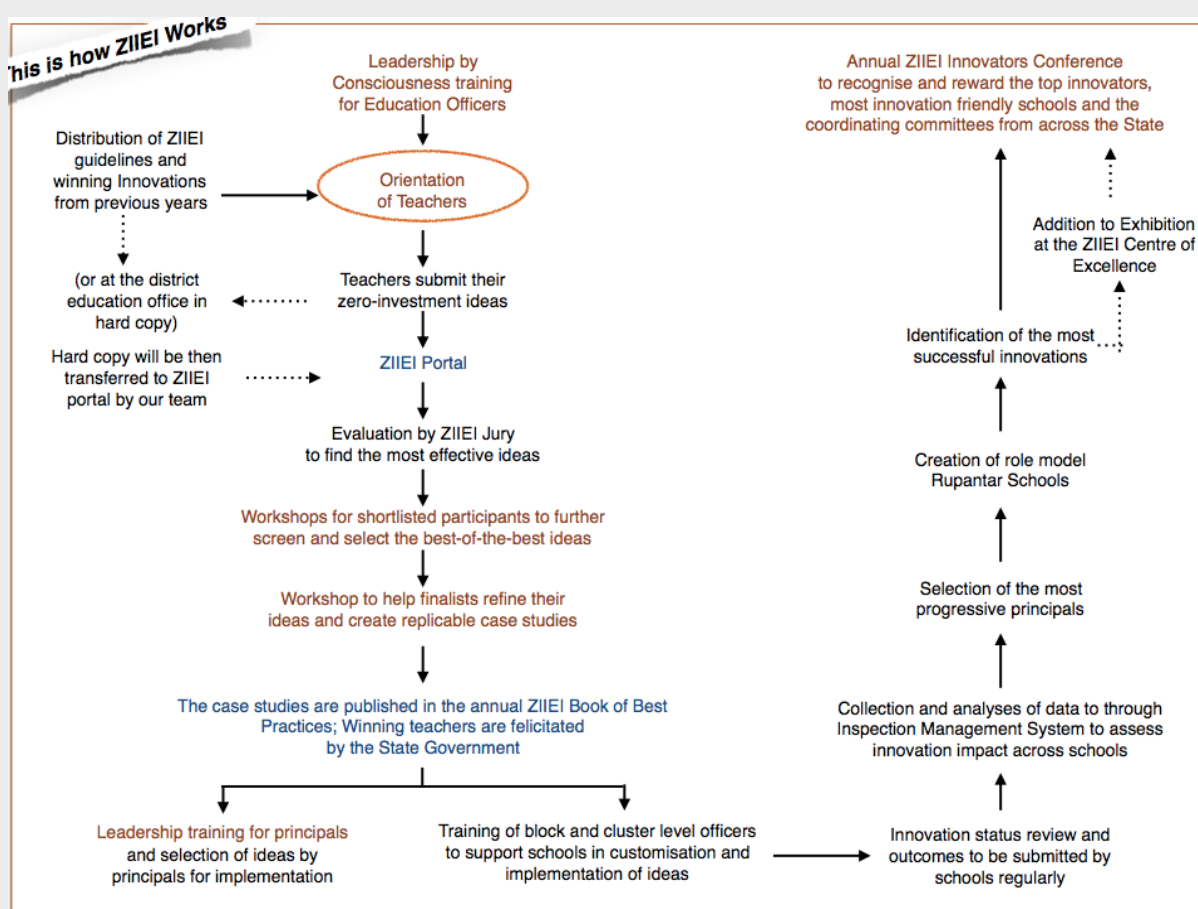 This is how ZIIEI Works
Leadership by
Consciousness training
for Education Officers
Distribution of ZIIEI
guidelines and
winning Innovations
from previous years
Orientation
of Teachers
(or at the district
education office in
hard copy)
Teachers submit their
zero-investment ideas
Hard copy will be then
transferred to ZIIEI
portal by our team
ZIIEI Portal
Evaluation by ZIIEI Jury
to find the most effective ideas
Workshops for shortlisted participants to further
screen and select the best-of-the-best ideas
Workshop to help finalists refine their
ideas and create replicable case studies
The case studies are published in the annual ZIIEI Book of Best
Practices; Winning teachers are felicitated
by the State Government
Leadership training for principals
and selection of ideas by
principals for implementation
Training of block and cluster level officers
to support schools in customisation and
implementation of ideas
Innovation status review and
outcomes to be submitted by
schools regularly
Collection and analyses of data to through
Inspection Management System to assess
innovation impact across schools
Selection of the most
progressive principals
Creation of role model
Rupantar Schools
Identification of the most
successful innovations
Addition to Exhibition
at the ZIIEI Centre of
Excellence
Annual ZIIEI Innovators Conference
to recognise and reward the top innovators,
most innovation friendly schools and the
coordinating committees from across the State